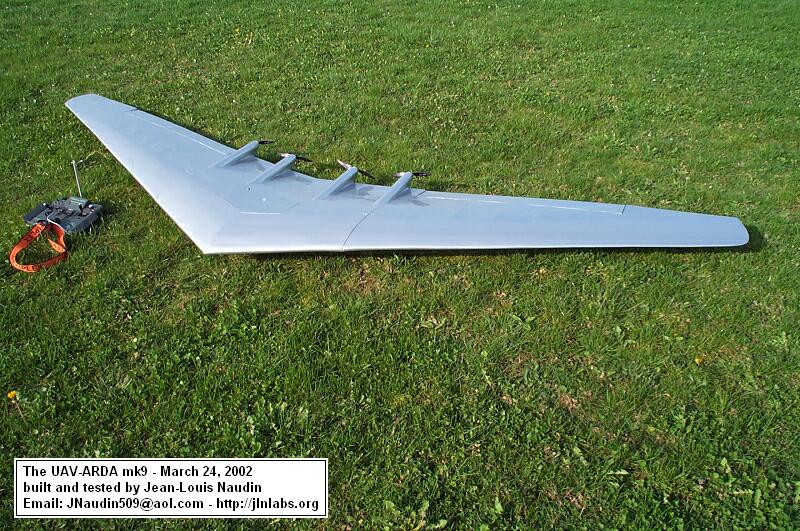 The UAV-ARDA mk9 - March 24, 2002
built and tested by Jean-Louis Naudin
Email: JNaudin509@aol.com - http://jlnlabs.org